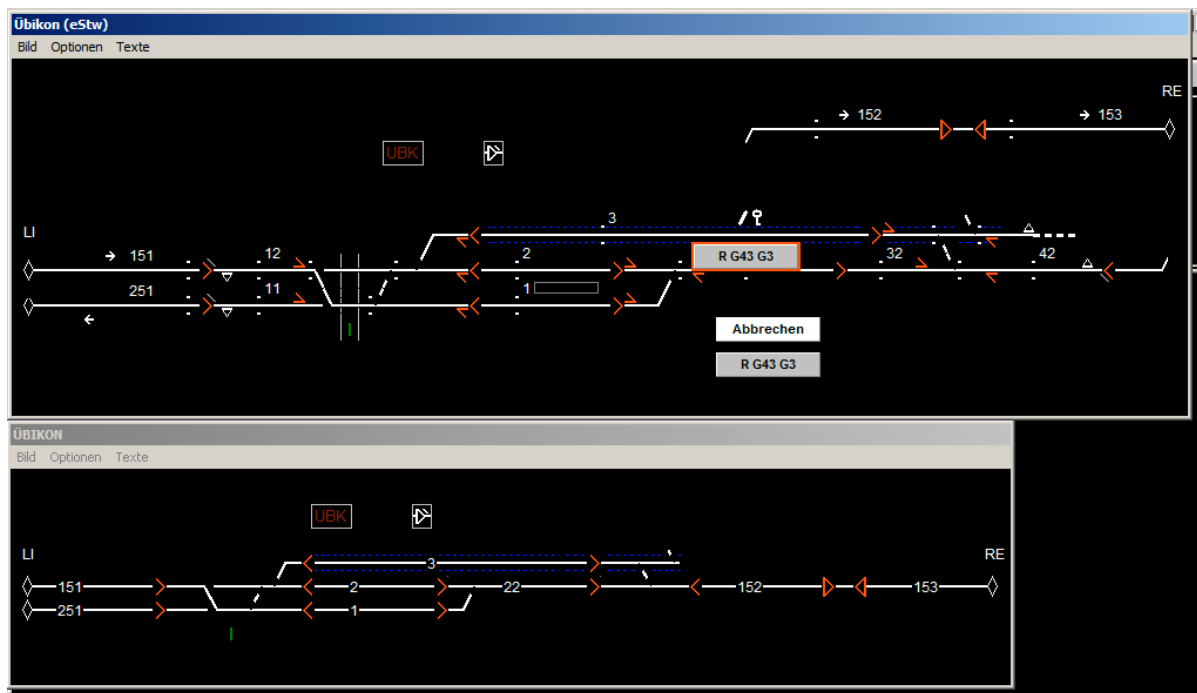 Übikon (eStw)
Bild Optionen Texte
RE
152 153
UBK
3
LI
151 12 2 R G43 G3 32 42
251 11 1
Abbrechen
R G43 G3
ÜBIKON
Bild Optionen Texte
UBK
LI RE
3
151 2 22 152 153
251 1